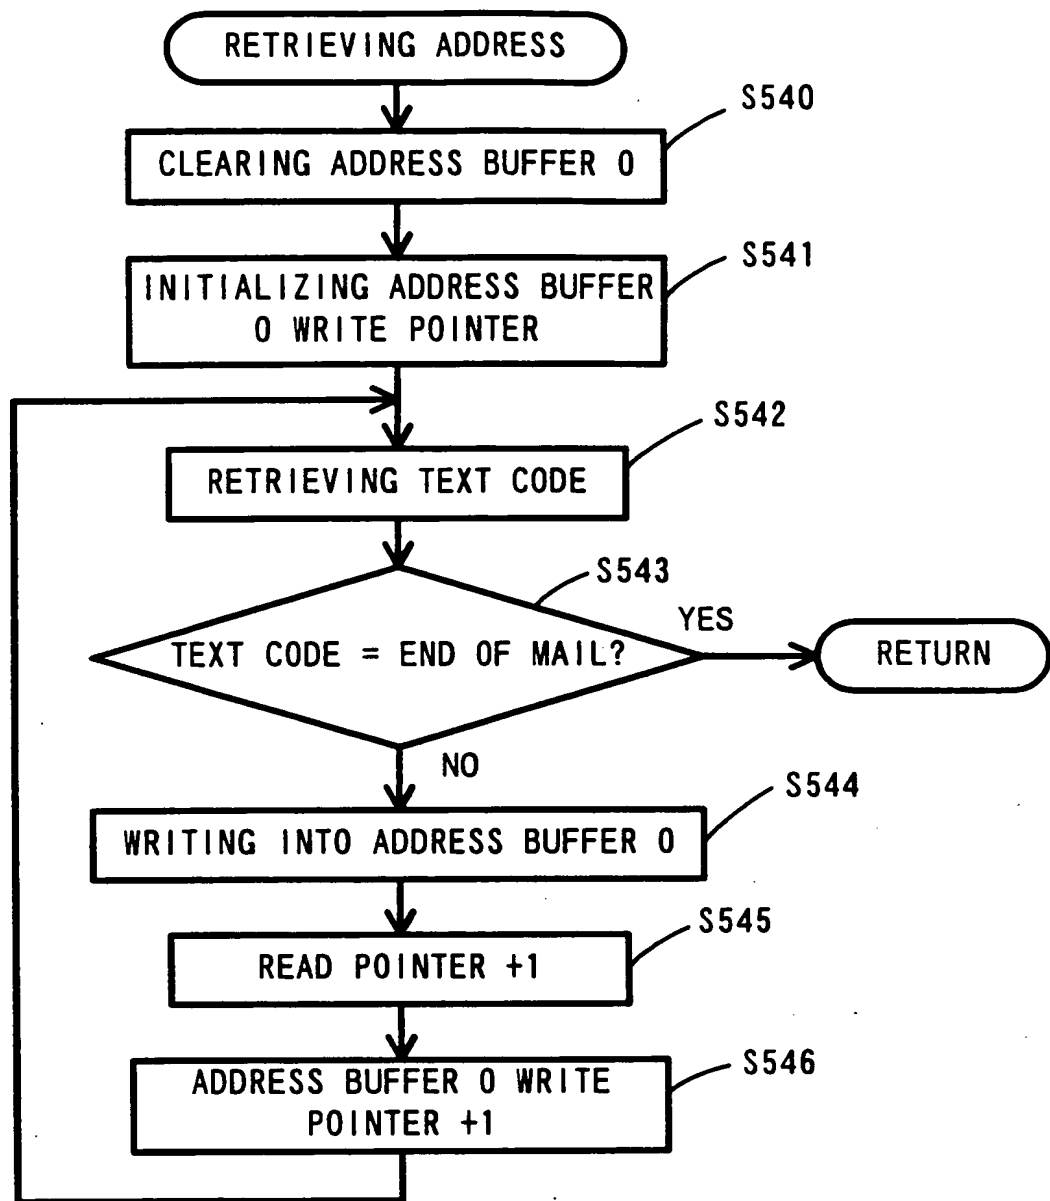 RETRIEVING ADDRESS
S540
CLEARING ADDRESS BUFFER 0
S541
INITIALIZING ADDRESS BUFFER
0 WRITE POINTER
S542
RETRIEVING TEXT CODE
S543
TEXT CODE = END OF MAIL?
YES
RETURN
NO
S544
WRITING INTO ADDRESS BUFFER 0
S545
READ POINTER +1
S546
ADDRESS BUFFER 0 WRITE
POINTER +1